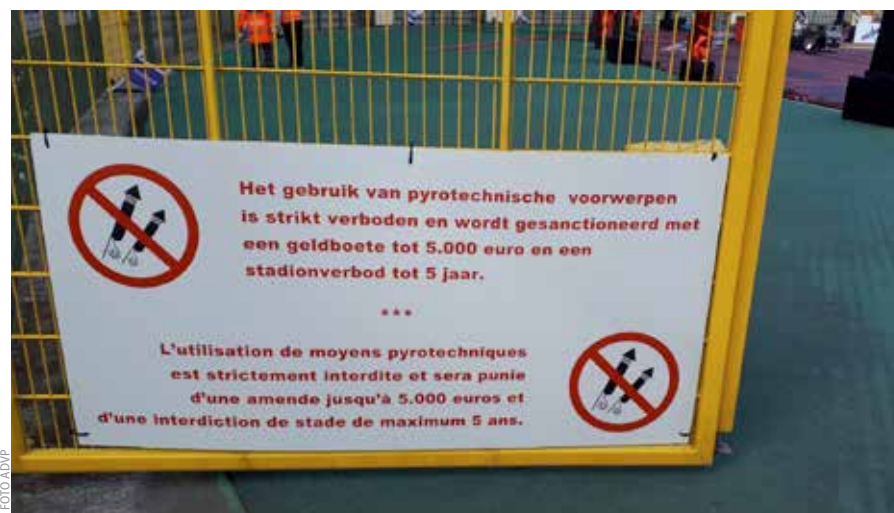 Het gebruik van pyrotechnische voorwerpen
is strikt verboden en wordt gesanctioneerd met
een geldboete tot 5.000 euro en een
stadionverbod tot 5 jaar.
***
L'utilisation de moyens pyrotechniques
est strictement interdite et sera punie
d'une amende jusqu'à 5.000 euros et
d'une interdiction de stade de maximum 5 ans.
FOTO ADVP